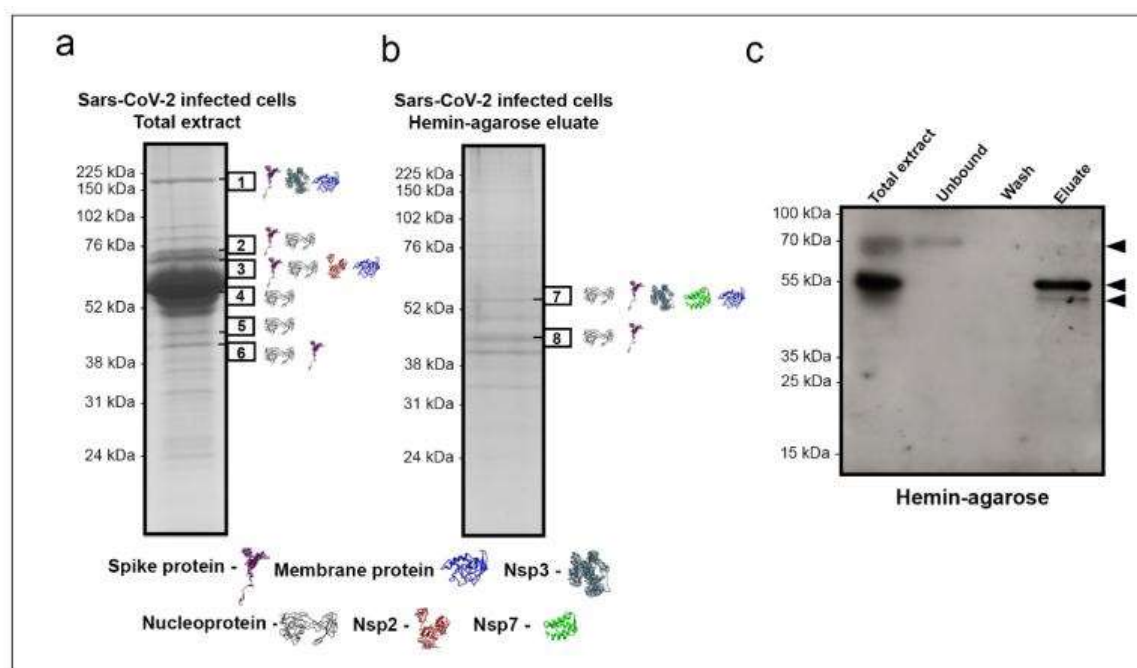 a
Sars-CoV-2 infected cells
Total extract
225 kDa
150 kDa
102 kDa
76 kDa
52 kDa
38 kDa
31 kDa
24 kDa
1
2
3
4
5
6
b
Sars-CoV-2 infected cells
Hemin-agarose eluate
225 kDa
150 kDa
102 kDa
76 kDa
52 kDa
38 kDa
31 kDa
24 kDa
7
8
c
Total extract
Unbound
Wash
Eluate
100 kDa
70 kDa
55 kDa
35 kDa
25 kDa
15 kDa
Hemin-agarose
Spike protein - Membrane protein Nsp3 -
Nucleoprotein - Nsp2 - Nsp7 -